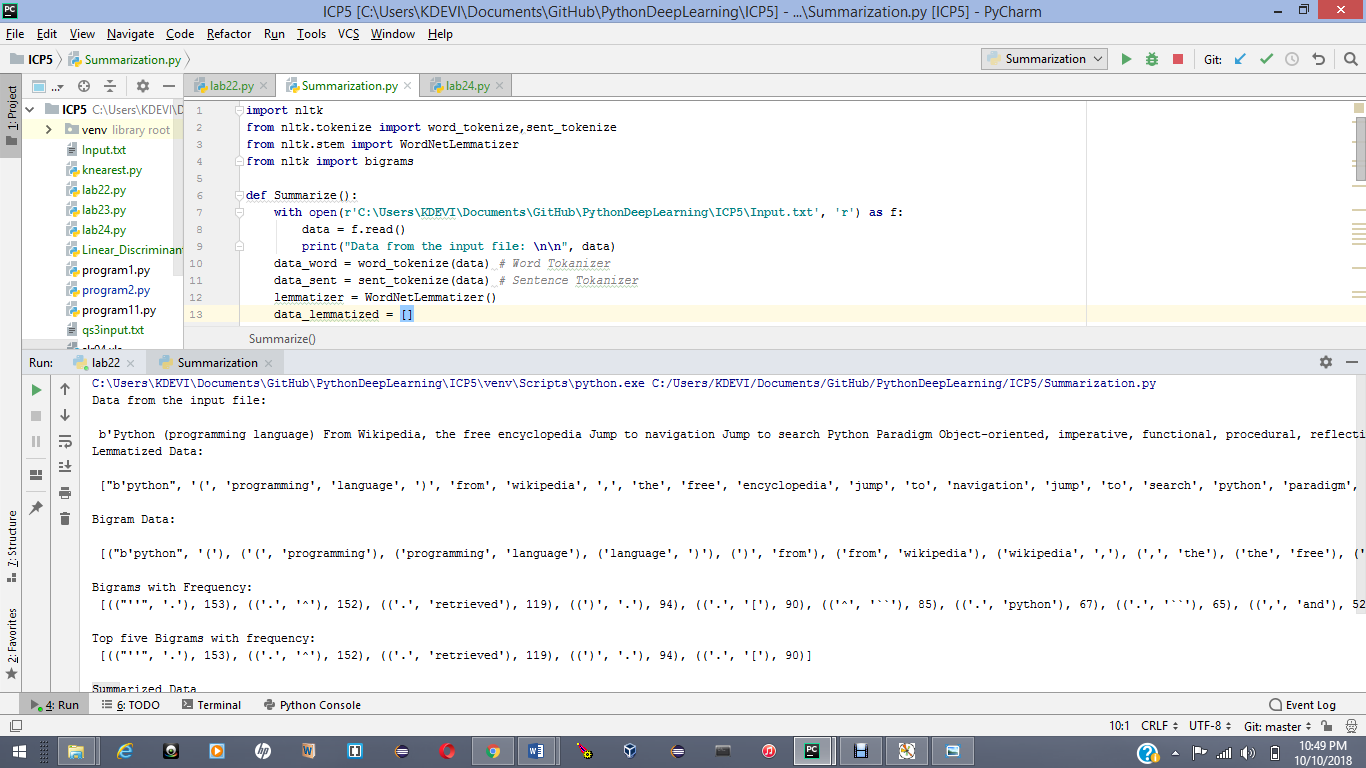 ICP5 [C:\Users\KDEVI\Documents\GitHub\PythonDeepLearning\ICP5] - ...\Summarization.py [ICP5] - PyCharm
File Edit View Navigate Code Refactor Run Tools VCS Window Help
ICP5 Summarization.py Summarization Git:
lab22.py Summarization.py lab24.py
1: Project
ICP5 C:\Users\KDEVI\D
venv library root
Input.txt
knearest.py
lab22.py
lab23.py
lab24.py
Linear_Discriminant
program1.py
program2.py
program11.py
qs3input.txt
1 import nltk
2 from nltk.tokenize import word_tokenize,sent_tokenize
3 from nltk.stem import WordNetLemmatizer
4 from nltk import bigrams
5
6 def Summarize():
7 with open(r'C:\Users\KDEVI\Documents\GitHub\PythonDeepLearning\ICP5\Input.txt', 'r') as f:
8 data = f.read()
9 print("Data from the input file: \n\n", data)
10 data_word = word_tokenize(data) # Word Tokanizer
11 data_sent = sent_tokenize(data) # Sentence Tokanizer
12 lemmatizer = WordNetLemmatizer()
13 data_lemmatized = []
Summarize()
Run: lab22 Summarization
C:\Users\KDEVI\Documents\GitHub\PythonDeepLearning\ICP5\venv\Scripts\python.exe C:/Users/KDEVI/Documents/GitHub/PythonDeepLearning/ICP5/Summarization.py
Data from the input file:
b'Python (programming language) From Wikipedia, the free encyclopedia Jump to navigation Jump to search Python Paradigm Object-oriented, imperative, functional, procedural, reflecti
Lemmatized Data:
["b'python", '(', 'programming', 'language', ')', 'from', 'wikipedia', ',', 'the', 'free', 'encyclopedia', 'jump', 'to', 'navigation', 'jump', 'to', 'search', 'python', 'paradigm',
Bigram Data:
[("b'python", '('), ('(', 'programming'), ('programming', 'language'), ('language', ')'), (')', 'from'), ('from', 'wikipedia'), ('wikipedia', ','), (',', 'the'), ('the', 'free'), ('
Bigrams with Frequency:
[(("''", '.'), 153), (('.', '^'), 152), (('.', 'retrieved'), 119), ((')', '.'), 94), (('.', '['), 90), (('^', '``'), 85), (('.', 'python'), 67), (('.', '``'), 65), ((',', 'and'), 52
Top five Bigrams with frequency:
[(("''", '.'), 153), (('.', '^'), 152), (('.', 'retrieved'), 119), ((')', '.'), 94), (('.', '['), 90)]
Summarized Data
7: Structure
2: Favorites
4: Run 6: TODO Terminal Python Console Event Log
10:1 CRLF UTF-8 Git: master
10:49 PM
10/10/2018